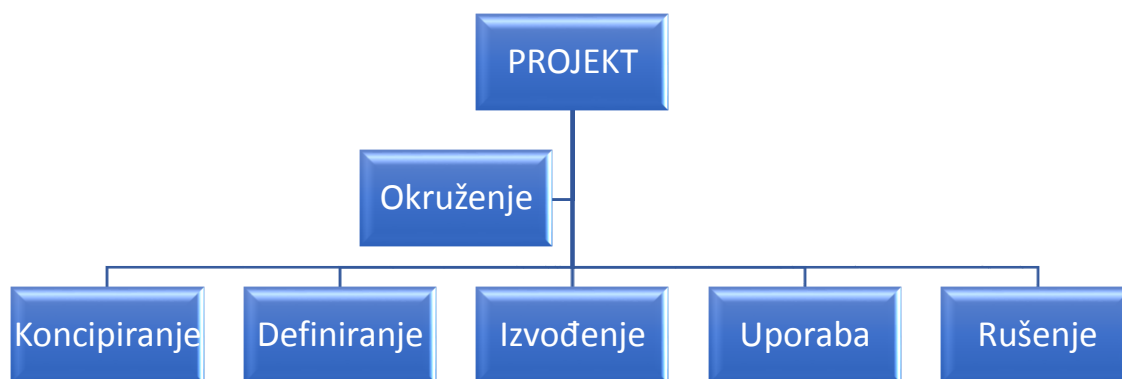 PROJEKT
Okruženje
Koncipiranje
Definiranje
Izvođenje
Uporaba
Rušenje